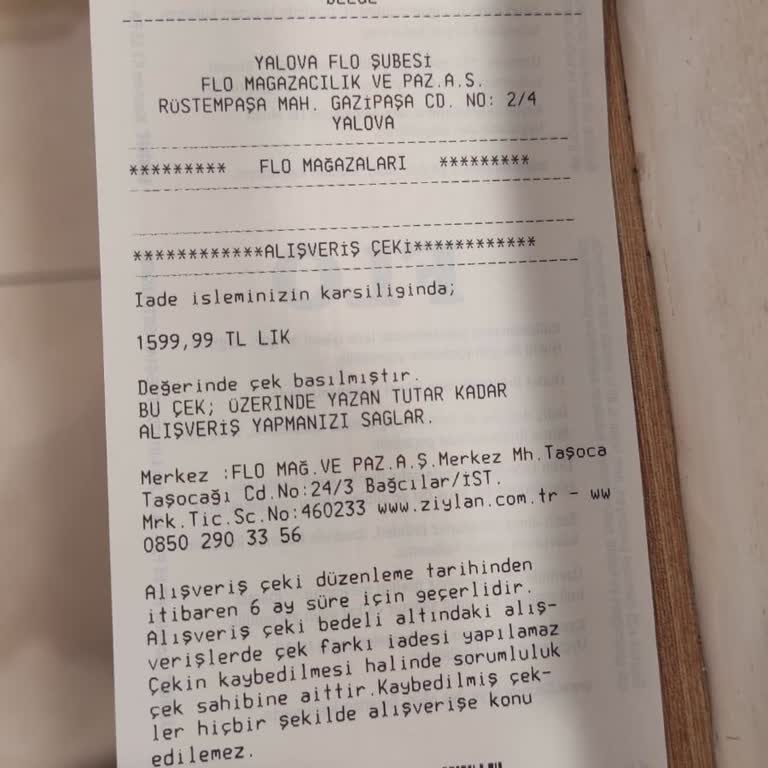 BELGE
YALOVA FLO ŞUBESİ
FLO MAGAZACILIK VE PAZ.A.S.
RÜSTEMPAŞA MAH. GAZİPAŞA CD. NO: 2/4
YALOVA
********* FLO MAĞAZALARI *********
************ALIŞVERİŞ ÇEKİ************
Iade isleminizin karsiliginda;
1599,99 TL LIK
Değerinde çek basılmıştır.
BU ÇEK; ÜZERINDE YAZAN TUTAR KADAR
ALIŞVERİŞ YAPMANIZI SAGLAR.
Merkez :FLO MAĞ.VE PAZ.A.Ş.Merkez Mh.Taşoca
Taşocağı Cd.No:24/3 Bağcılar/İST.
Mrk.Tic.Sc.No:460233 www.ziylan.com.tr - ww
0850 290 33 56
Alışveriş çeki düzenleme tarihinden
itibaren 6 ay süre için geçerlidir.
Alışveriş çeki bedeli altındaki alış-
verişlerde çek farkı iadesi yapılamaz
Çekin kaybedilmesi halinde sorumluluk
çek sahibine aittir.Kaybedilmiş çek-
ler hiçbir şekilde alışverişe konu
edilemez.